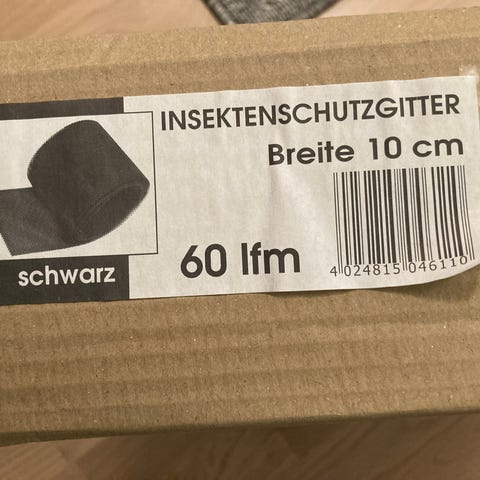 INSEKTENSCHUTZGITTER
Breite 10 cm
60 lfm
schwarz
4 024815 046110